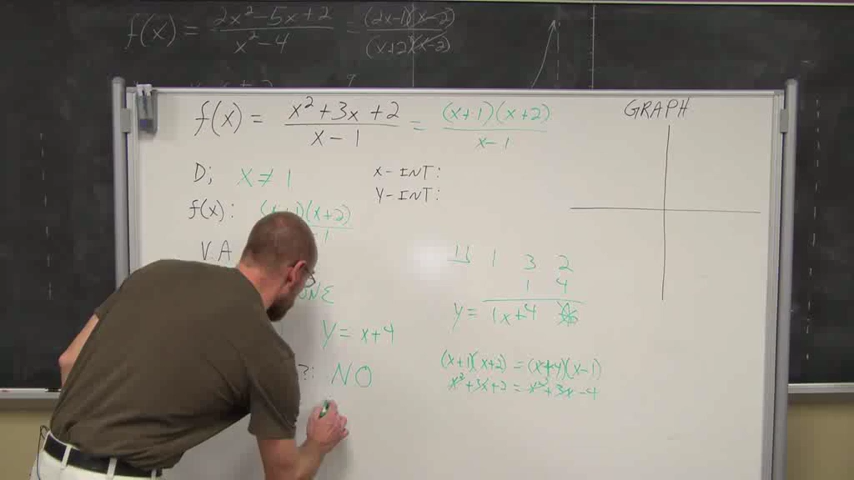 f(x) = 2x² - 5x + 2 / x² - 4 = (2x-1)(x-2) / (x+2)(x-2)
f(x) = x² + 3x + 2 / x - 1 = (x+1)(x+2) / x-1
GRAPH
D; x ≠ 1
x-INT:
y-INT:
f(x): (x+1)(x+2)
V.A
1 1 3 2
1 4
y = 1x+4
y = x+4
?: NO
(x+1)(x+2) = (x+4)(x-1)
x²+3x+2 = x²+3x-4